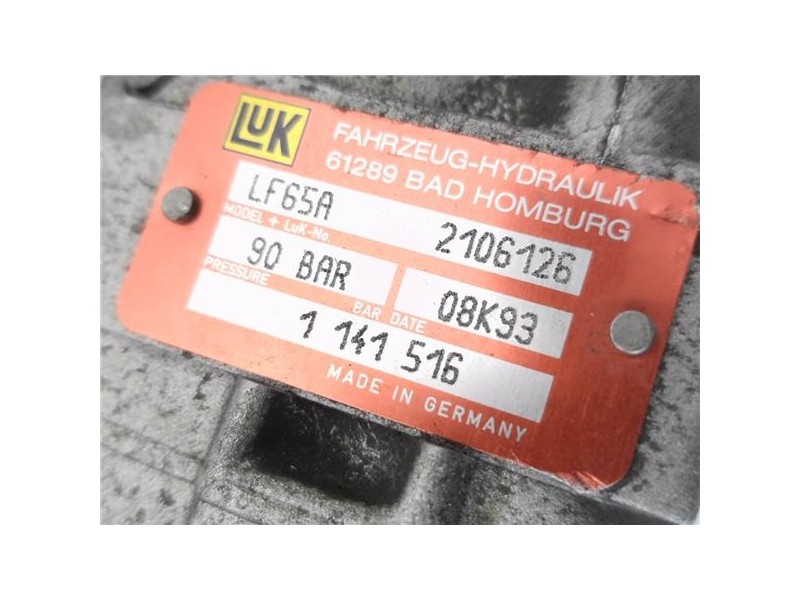 LuK
FAHRZEUG-HYDRAULIK
61289 BAD HOMBURG
LF65A 2106126
MODEL + LuK-No.
90 BAR 08K93
PRESSURE BAR DATE
1 141 516
MADE IN GERMANY